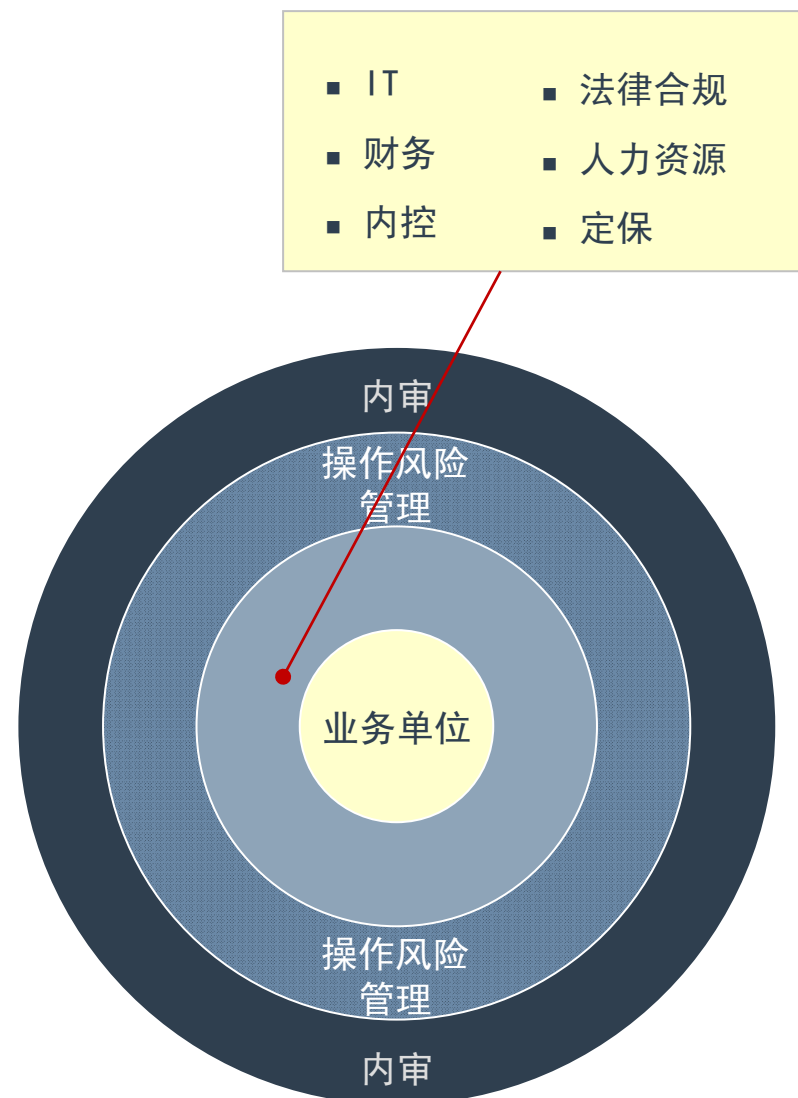 IT
财务
内控
法律合规
人力资源
定保
内审
操作风险
管理
业务单位
操作风险
管理
内审